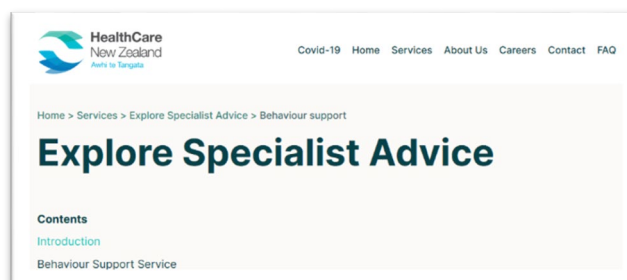 HealthCare
New Zealand
Awhi te Tangata
Covid-19 Home Services About Us Careers Contact FAQ
Home > Services > Explore Specialist Advice > Behaviour support
Explore Specialist Advice
Contents
Introduction
Behaviour Support Service